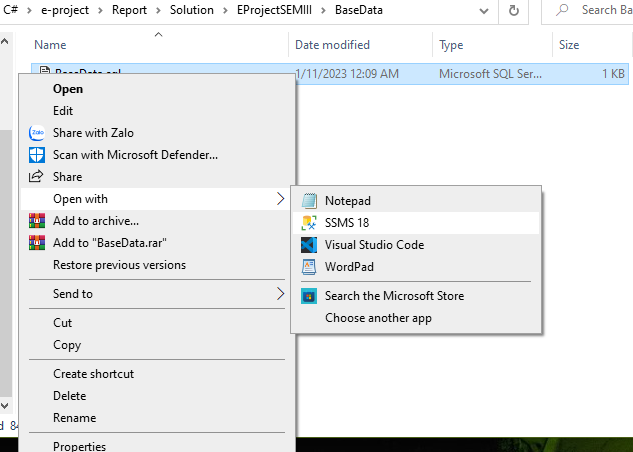 C# > e-project > Report > Solution > EProjectSEMIII > BaseData
Search Ba
Name Date modified Type Size
BaseData.sql 1/11/2023 12:09 AM Microsoft SQL Ser... 1 KB
Open
Edit
Share with Zalo
Scan with Microsoft Defender...
Share
Open with
Notepad
Add to archive...
SSMS 18
Add to "BaseData.rar"
Visual Studio Code
Restore previous versions
WordPad
Send to
Search the Microsoft Store
Cut
Choose another app
Copy
Create shortcut
Delete
Rename
Properties